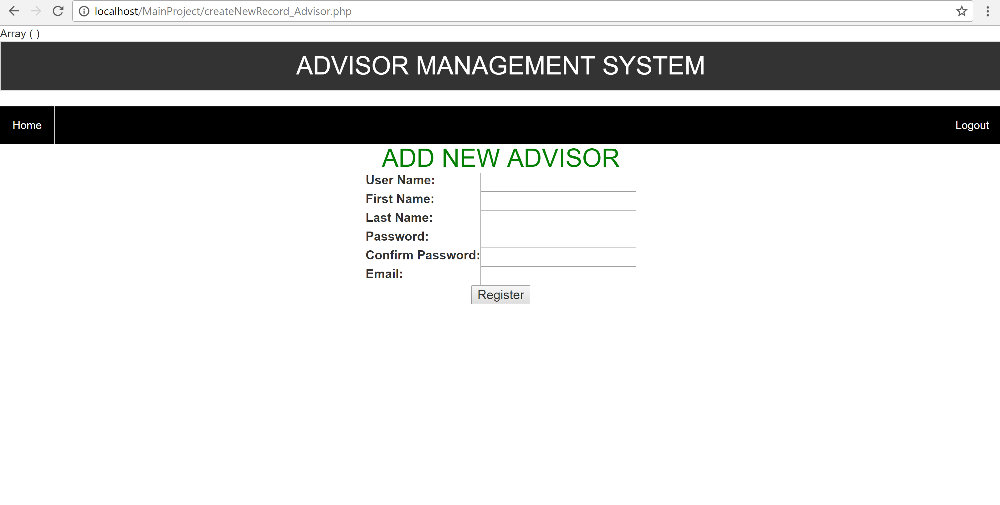 localhost/MainProject/createNewRecord_Advisor.php
Array ( )
ADVISOR MANAGEMENT SYSTEM
Home Logout
ADD NEW ADVISOR
User Name:
First Name:
Last Name:
Password:
Confirm Password:
Email:
Register